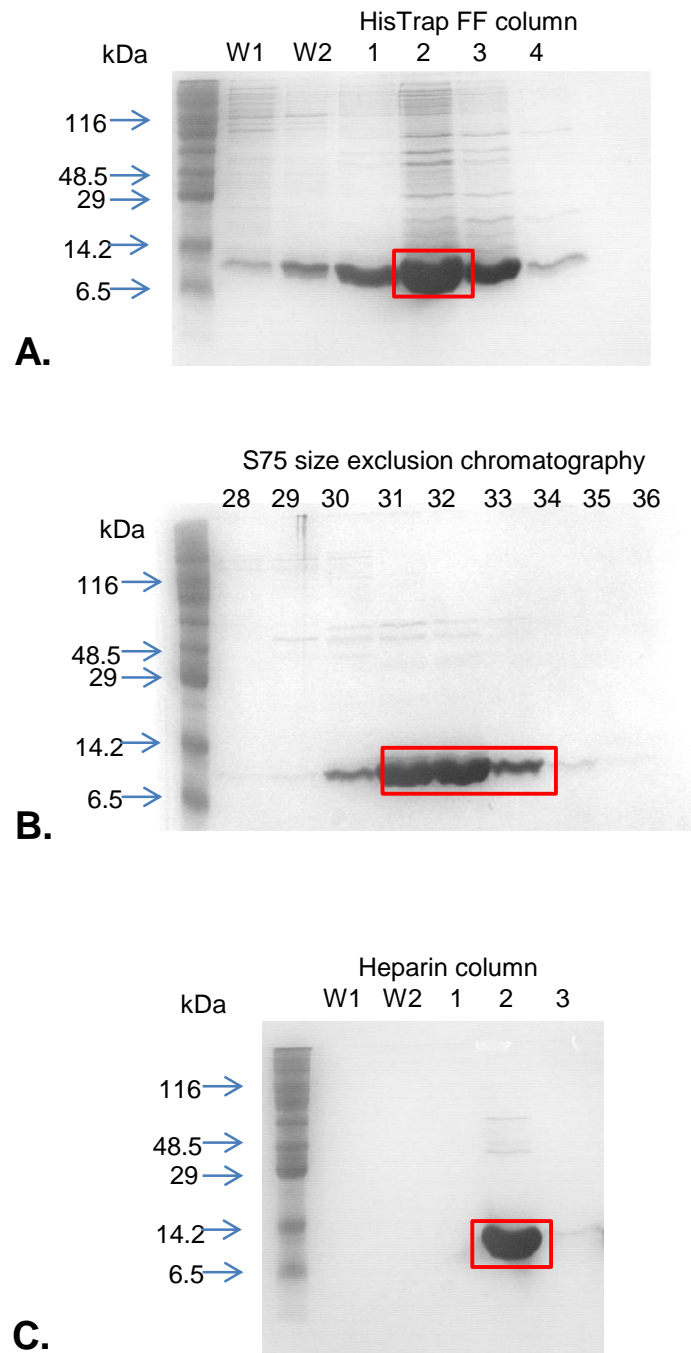 HisTrap FF column
kDa W1 W2 1 2 3 4
116
48.5
29
14.2
6.5
A.
S75 size exclusion chromatography
28 29 30 31 32 33 34 35 36
kDa
116
48.5
29
14.2
6.5
B.
Heparin column
W1 W2 1 2 3
kDa
116
48.5
29
14.2
6.5
C.